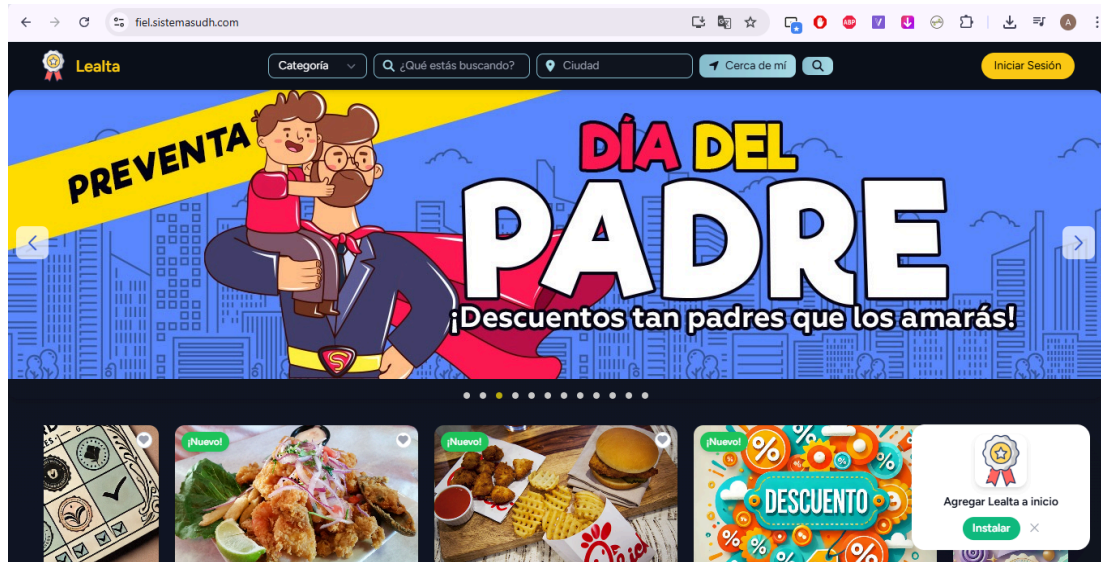 fiel.sistemasudh.com
Lealta
Categoría
¿Qué estás buscando?
Ciudad
Cerca de mí
Iniciar Sesión
PREVENTA
DÍA DEL
PADRE
¡Descuentos tan padres que los amarás!
¡Nuevo!
¡Nuevo!
¡Nuevo!
DESCUENTO
Agregar Lealta a inicio
Instalar